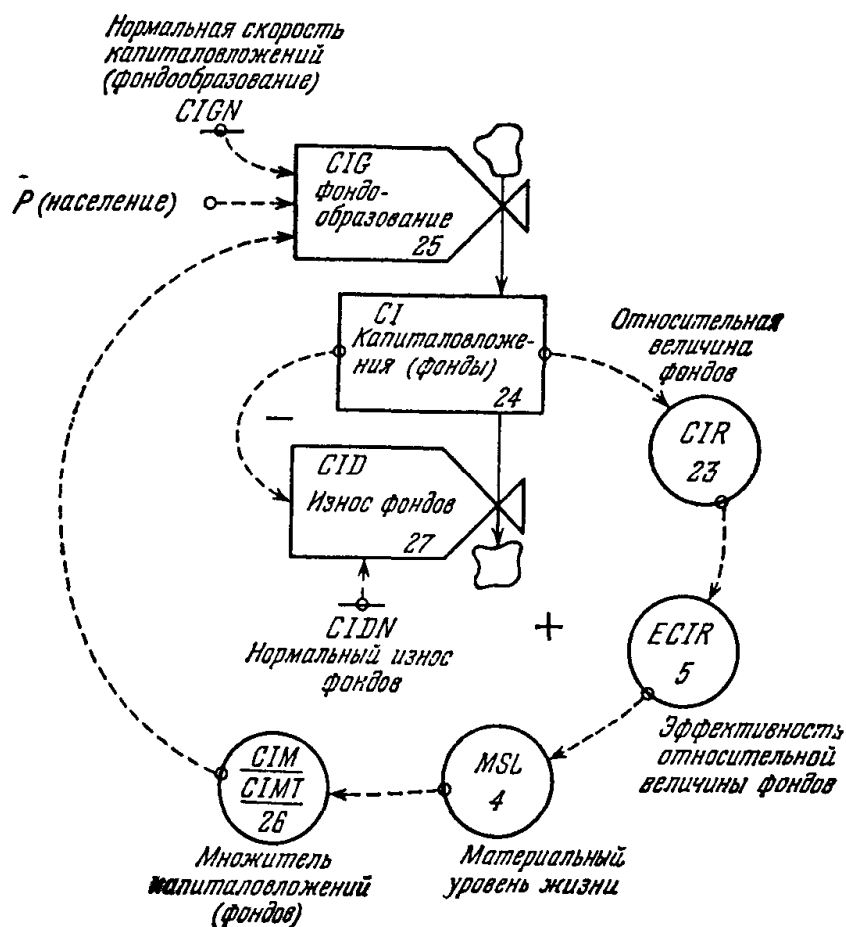 Нормальная скорость
капиталовложений
(фондообразование)
CIGN
P (население)
CIG
фондо-
образование
25
CI
Капиталовложе-
ния (фонды)
24
Относительная
величина
фондов
CIR
23
–
CID
Износ фондов
27
CIDN
Нормальный износ
фондов
+
ECIR
5
Эффективность
относительной
величины фондов
MSL
4
Материальный
уровень жизни
CIM
CIMT
26
Множитель
капиталовложений
(фондов)